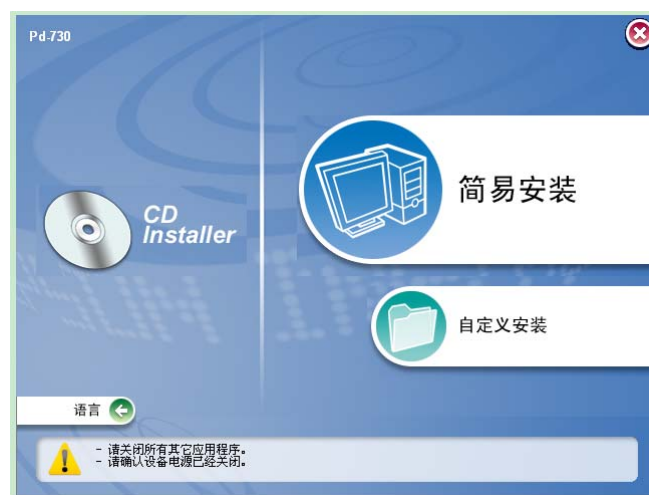 Pd-730
CD
Installer
简易安装
自定义安装
语言
- 请关闭所有其它应用程序。
- 请确认设备电源已经关闭。